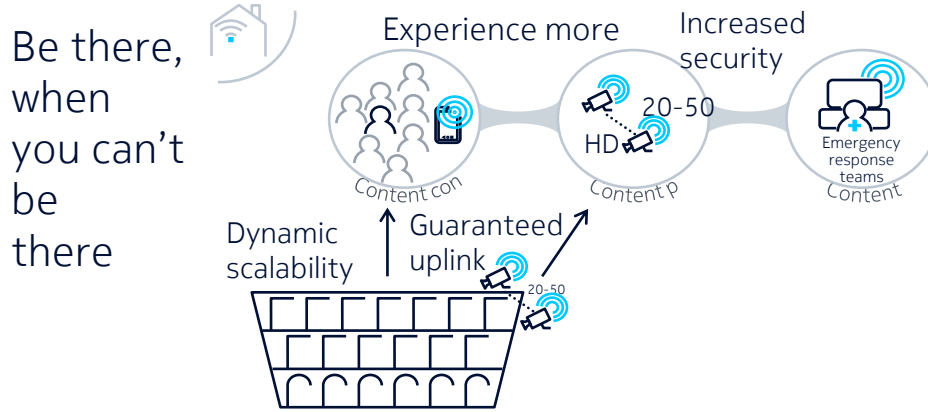 Be there,
when
you can't
be
there
Experience more
Increased
security
20-50
HD
Emergency
response
teams
Content con
Content p
Content
Dynamic
scalability
Guaranteed
uplink
20-50